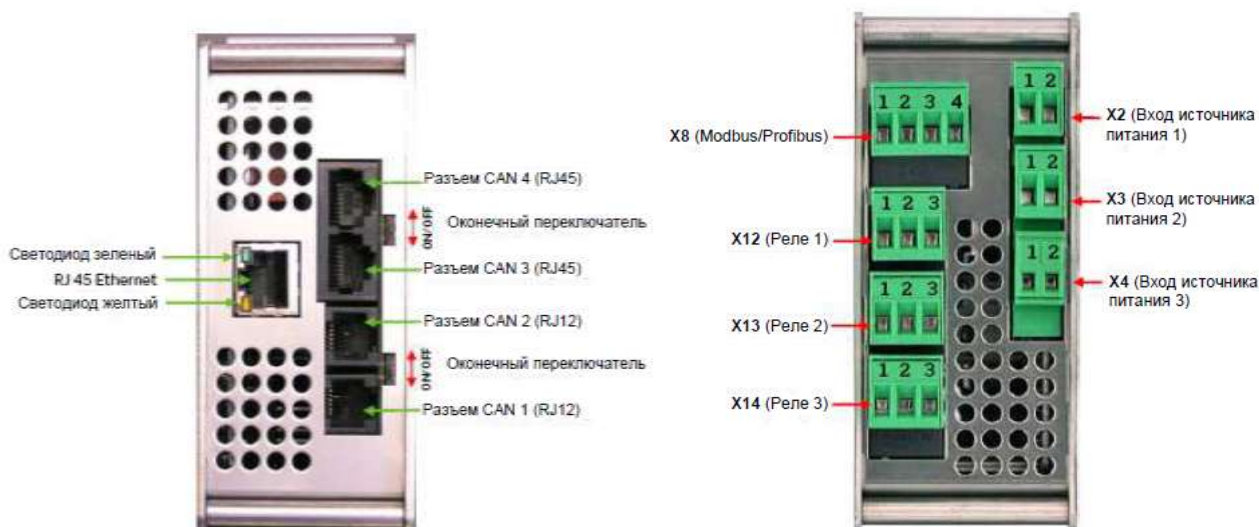 Разъем CAN 4 (RJ45)
ON/OFF
Оконечный переключатель
Светодиод зеленый
RJ 45 Ethernet
Светодиод желтый
Разъем CAN 3 (RJ45)
Разъем CAN 2 (RJ12)
ON/OFF
Оконечный переключатель
Разъем CAN 1 (RJ12)
X8 (Modbus/Profibus)
1 2 3 4
X12 (Реле 1)
1 2 3
X13 (Реле 2)
1 2 3
X14 (Реле 3)
1 2 3
1 2
X2 (Вход источника
питания 1)
1 2
X3 (Вход источника
питания 2)
1 2
X4 (Вход источника
питания 3)